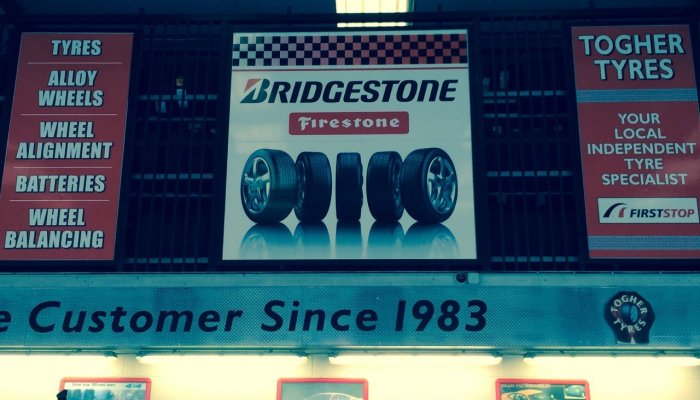 TYRES
ALLOY
WHEELS
WHEEL
ALIGNMENT
BATTERIES
WHEEL
BALANCING
BRIDGESTONE
Firestone
TOGHER
TYRES
YOUR
LOCAL
INDEPENDENT
TYRE
SPECIALIST
FIRSTSTOP
e Customer Since 1983
TOGHER
TYRES
4x4